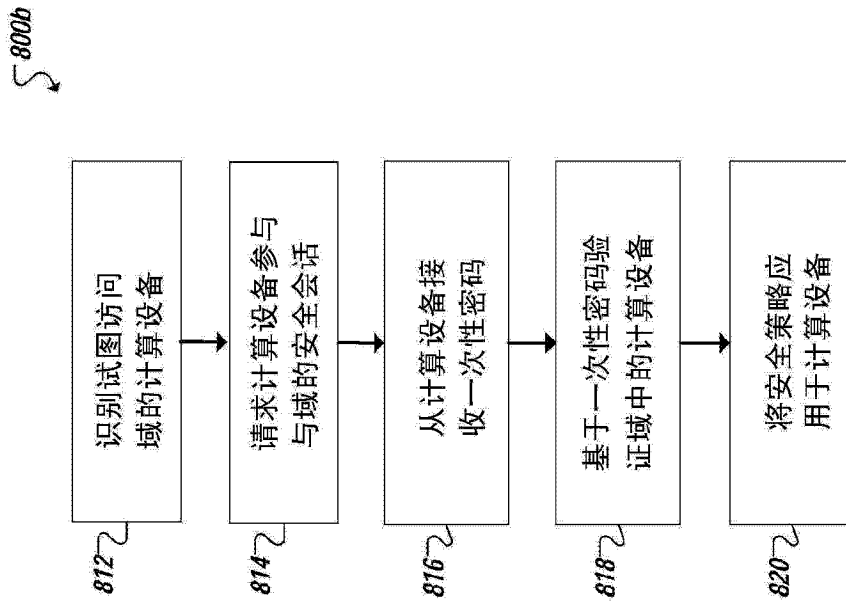 800b
812
识别试图访问
域的计算设备
814
请求计算设备参与
与域的安全会话
816
从计算设备接
收一次性密码
818
基于一次性密码验
证域中的计算设备
820
将安全策略应
用于计算设备